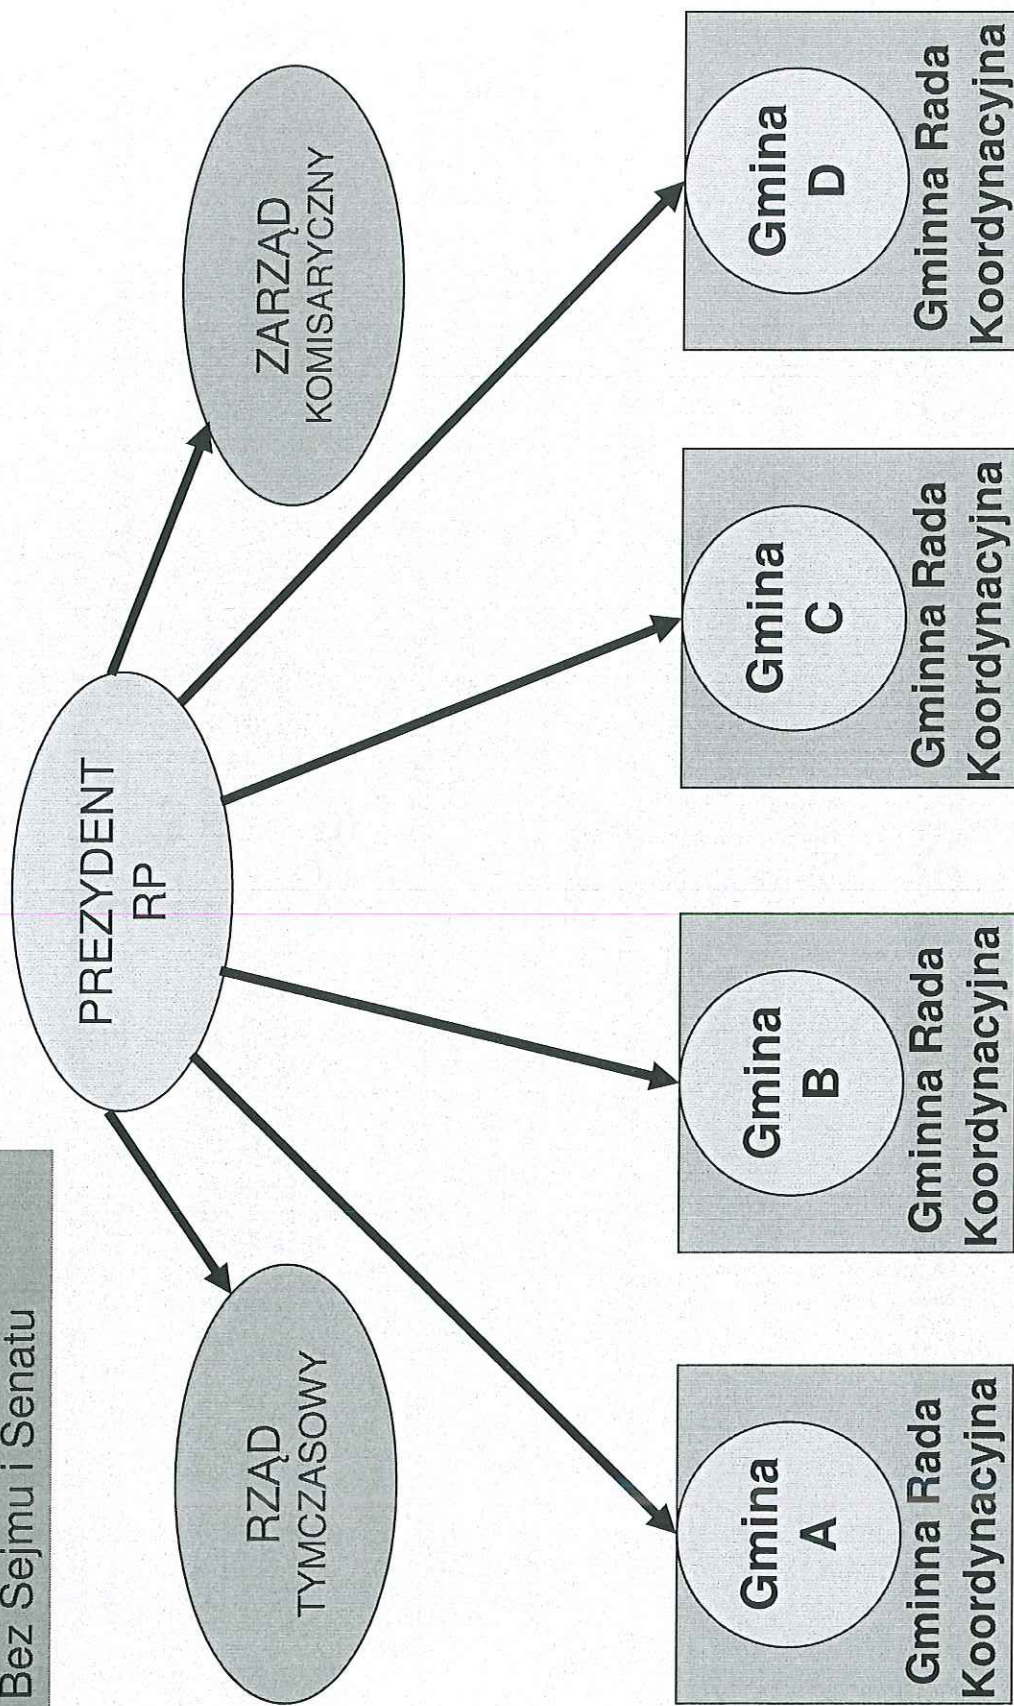 Bez Sejmu i Senatu
PREZYDENT
RP
RZĄD
TYMCZASOWY
ZARZĄD
KOMISARYCZNY
Gmina
A
Gminna Rada
Koordynacyjna
Gmina
B
Gminna Rada
Koordynacyjna
Gmina
C
Gminna Rada
Koordynacyjna
Gmina
D
Gminna Rada
Koordynacyjna